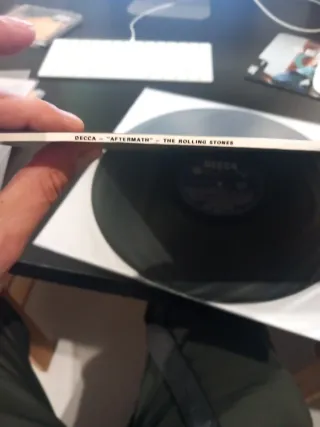 DECCA – "AFTERMATH" – THE ROLLING STONES
DECCA